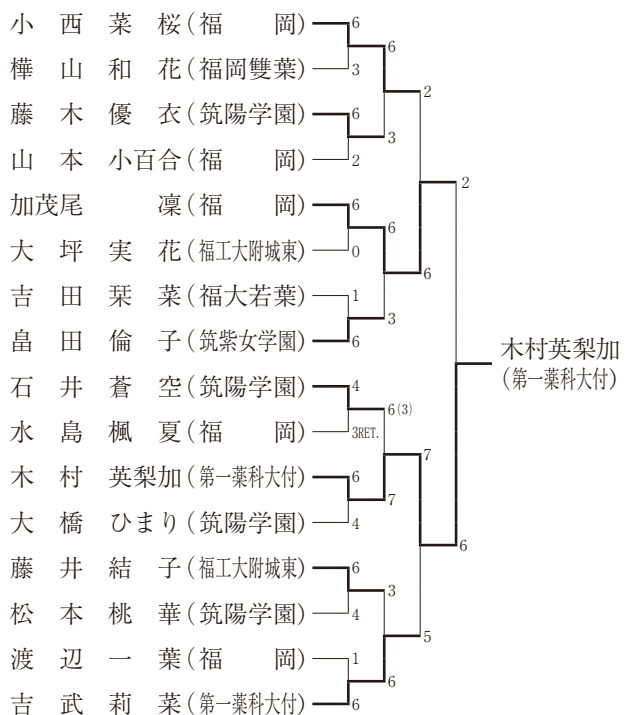 小西菜桜(福岡)
6
6
樺山和花(福岡雙葉)
3
2
藤木優衣(筑陽学園)
6
3
山本小百合(福岡)
2
2
加茂尾凜(福岡)
6
6
大坪実花(福工大附城東)
0
6
吉田栞菜(福大若葉)
1
3
畠田倫子(筑紫女学園)
6
木村英梨加
(第一薬科大付)
石井蒼空(筑陽学園)
4
6(3)
水島楓夏(福岡)
3RET.
7
木村英梨加(第一薬科大付)
6
7
大橋ひまり(筑陽学園)
4
6
藤井結子(福工大附城東)
6
3
松本桃華(筑陽学園)
4
5
渡辺一葉(福岡)
1
6
吉武莉菜(第一薬科大付)
6